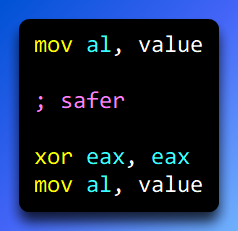 mov al, value
; safer
xor eax, eax
mov al, value